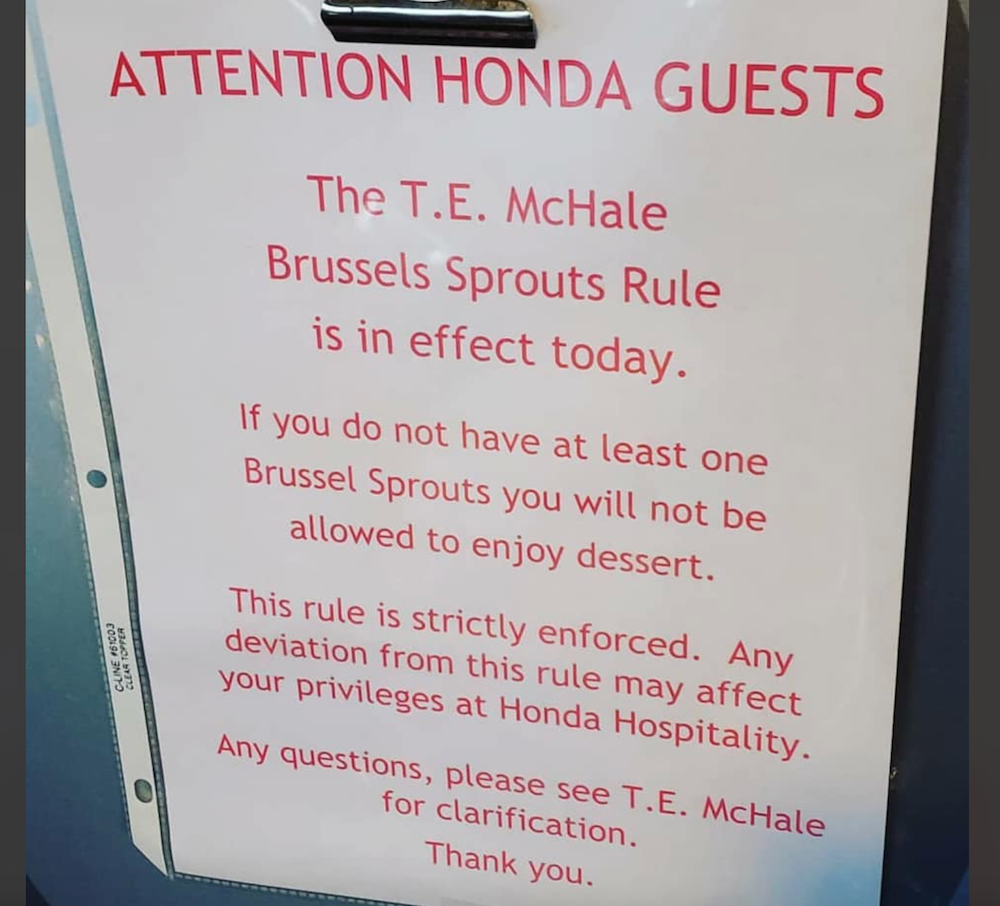 ATTENTION HONDA GUESTS
The T.E. McHale
Brussels Sprouts Rule
is in effect today.
If you do not have at least one
Brussel Sprouts you will not be
allowed to enjoy dessert.
This rule is strictly enforced.  Any
deviation from this rule may affect
your privileges at Honda Hospitality.
Any questions, please see T.E. McHale
for clarification.
Thank you.
C-LINE #61003
CLEAR TOPPER